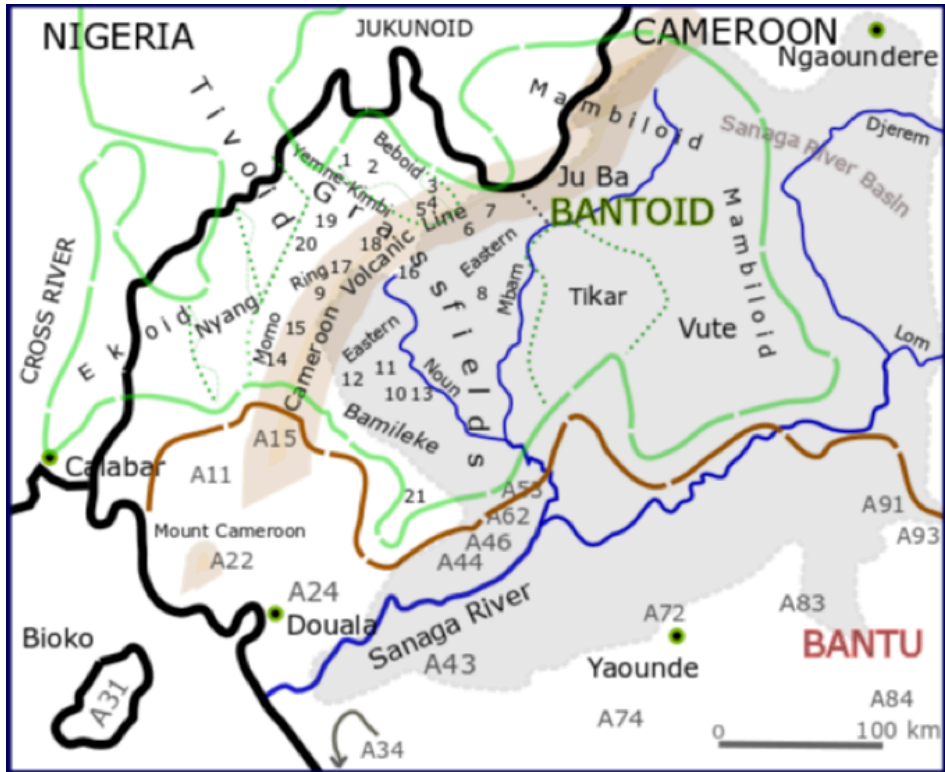 NIGERIA
JUKUNOID
CAMEROON
Ngaoundere
Tivoid
Mambiloid
Sanaga River Basin
Djerem
Yemne-Kimbi
1
2
Beboid
3
Ju Ba
BANTOID
Grassfields
4
5
7
6
19
20
18
Cameroon Volcanic Line
Ring
17
9
16
Eastern
8
Mbam
Tikar
Vute
Mambiloid
CROSS RIVER
Ekoid
Nyang
Momo
15
14
Eastern
12
11
10
13
Noun
Lom
Bamileke
Calabar
A15
A11
21
A53
A62
A46
A44
A91
A93
Mount Cameroon
A22
A24
Douala
Sanaga River
A43
A72
Yaounde
A83
BANTU
Bioko
A31
A34
A74
A84
0
100 km